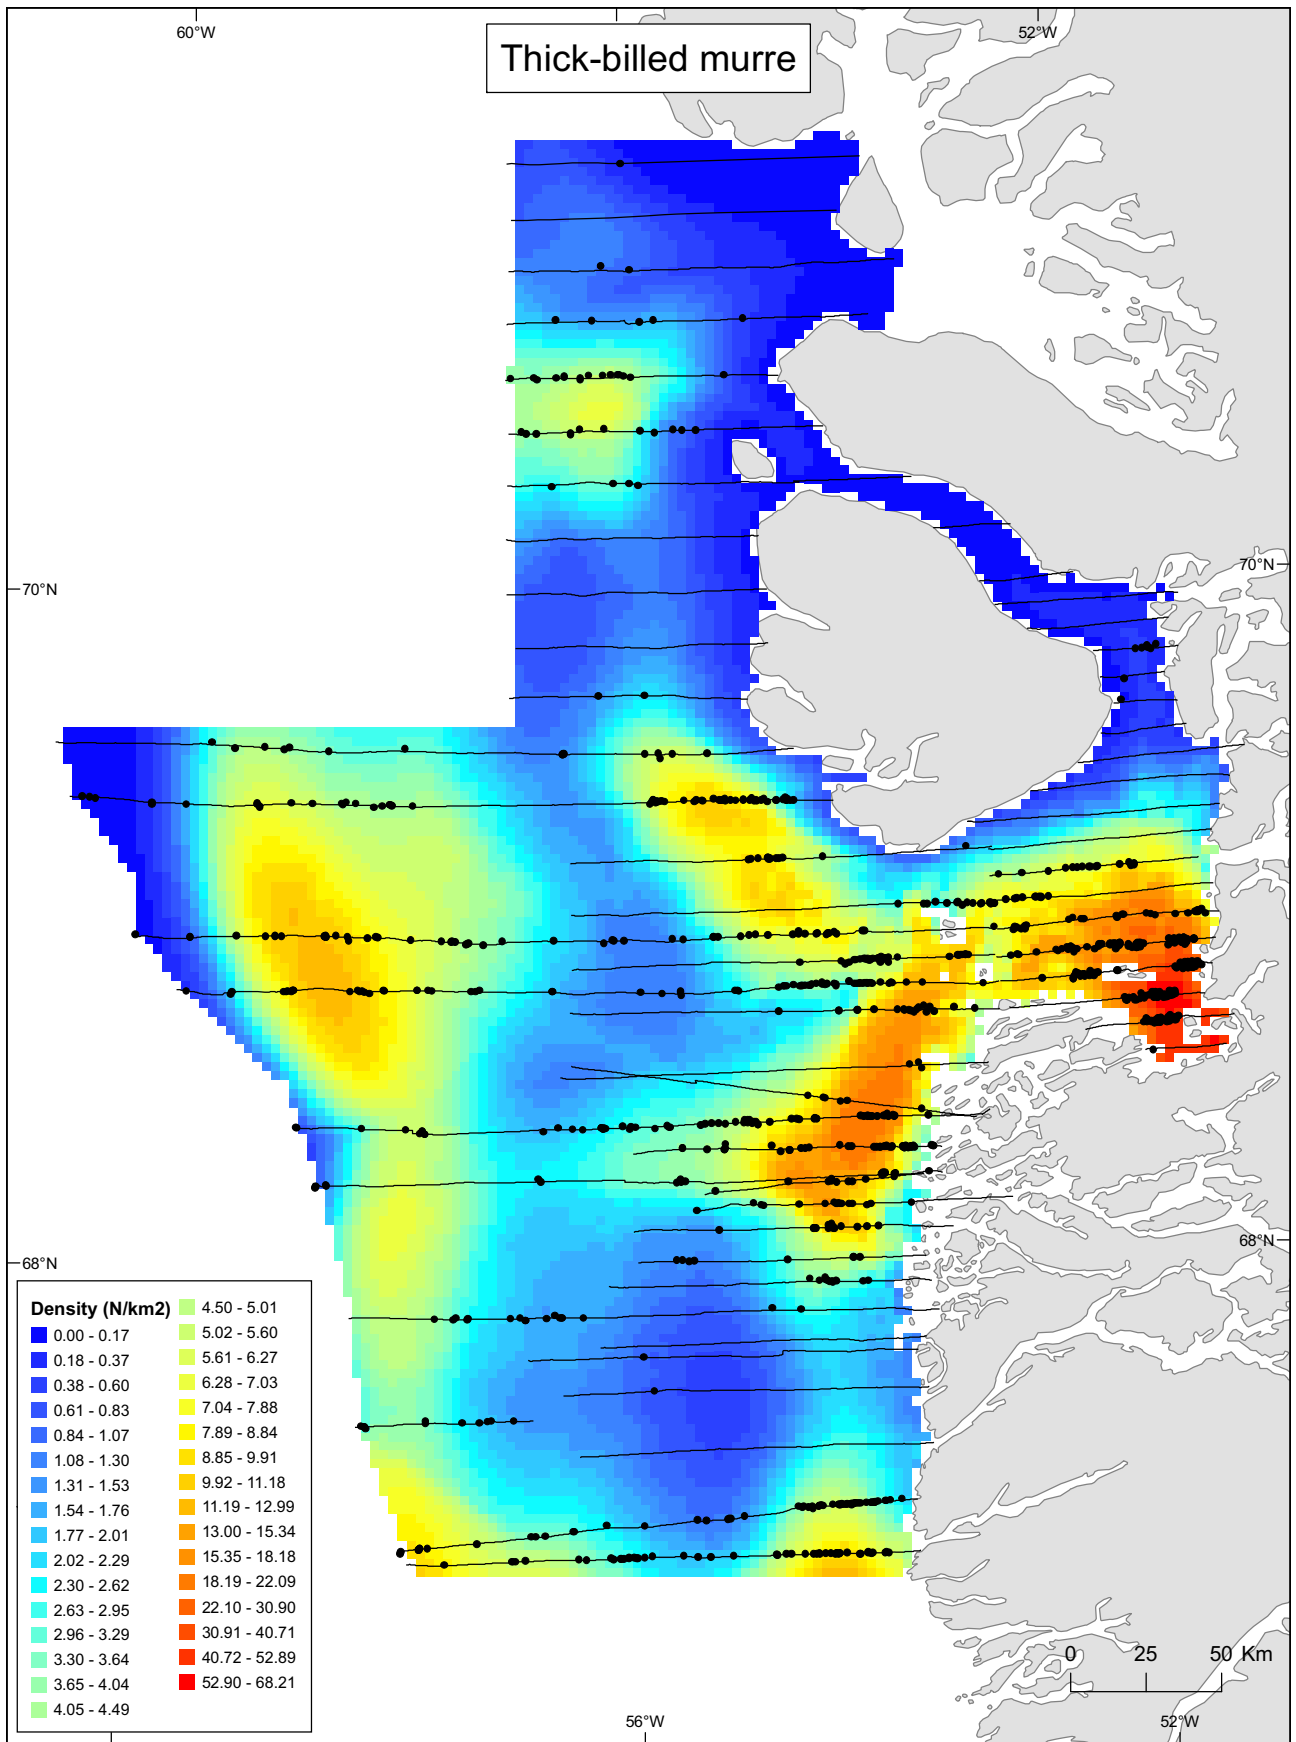 60°W
52°W
Thick-billed murre
70°N
70°N
68°N
68°N
Density (N/km2)
0.00 - 0.17
0.18 - 0.37
0.38 - 0.60
0.61 - 0.83
0.84 - 1.07
1.08 - 1.30
1.31 - 1.53
1.54 - 1.76
1.77 - 2.01
2.02 - 2.29
2.30 - 2.62
2.63 - 2.95
2.96 - 3.29
3.30 - 3.64
3.65 - 4.04
4.05 - 4.49
4.50 - 5.01
5.02 - 5.60
5.61 - 6.27
6.28 - 7.03
7.04 - 7.88
7.89 - 8.84
8.85 - 9.91
9.92 - 11.18
11.19 - 12.99
13.00 - 15.34
15.35 - 18.18
18.19 - 22.09
22.10 - 30.90
30.91 - 40.71
40.72 - 52.89
52.90 - 68.21
0 25 50 Km
56°W
52°W